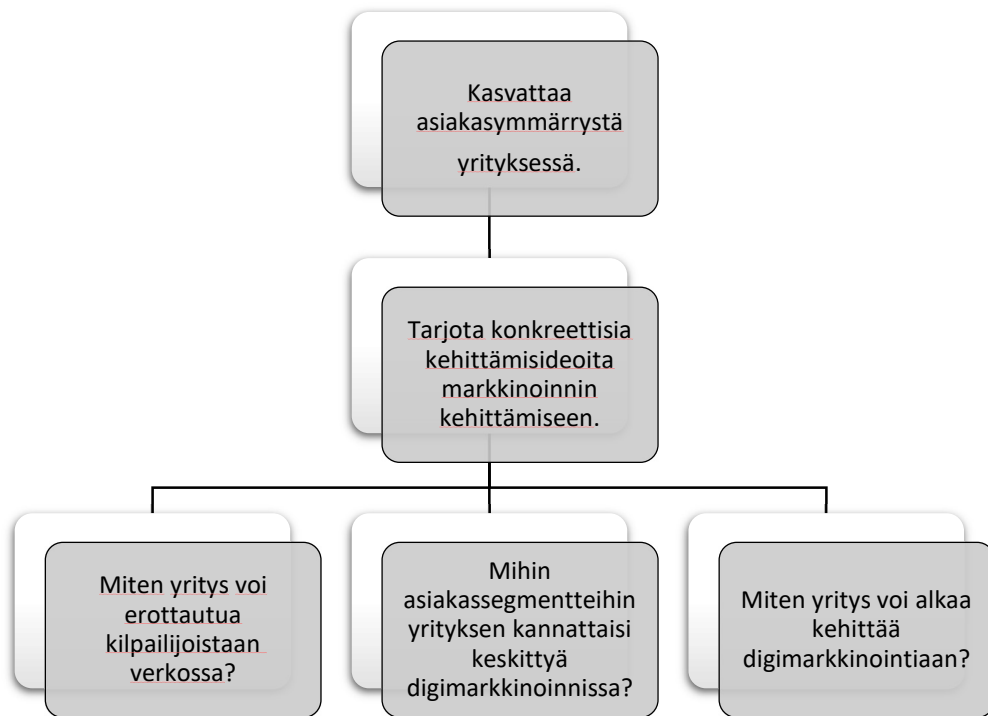 Kasvattaa
asiakasymmärrystä
yrityksessä.
Tarjota konkreettisia
kehittämisideoita
markkinoinnin
kehittämiseen.
Miten yritys voi
erottautua
kilpailijoistaan
verkossa?
Mihin
asiakassegmentteihin
yrityksen kannattaisi
keskittyä
digimarkkinoinnissa?
Miten yritys voi alkaa
kehittää
digimarkkinointiaan?